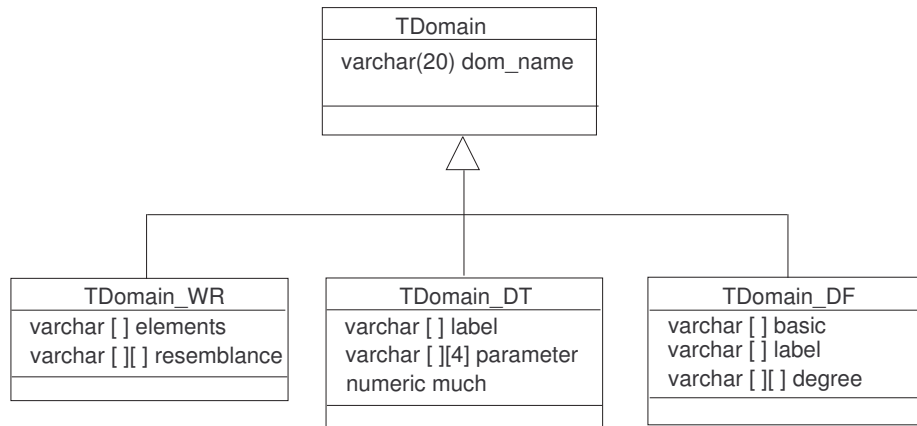 TDomain
varchar(20) dom_name
TDomain_WR
varchar [ ] elements
varchar [ ][ ] resemblance
TDomain_DT
varchar [ ] label
varchar [ ][4] parameter
numeric much
TDomain_DF
varchar [ ] basic
varchar [ ] label
varchar [ ][ ] degree